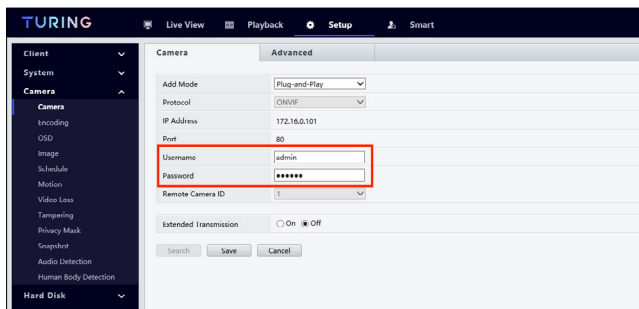 TURING Live View Playback Setup Smart
Client
System
Camera
Camera
Encoding
OSD
Image
Schedule
Motion
Video Loss
Tampering
Privacy Mask
Snapshot
Audio Detection
Human Body Detection
Hard Disk
Camera Advanced
Add Mode Plug-and-Play
Protocol ONVIF
IP Address 172.16.0.101
Port 80
Username admin
Password ••••••
Remote Camera ID 1
Extended Transmission On Off
Search Save Cancel